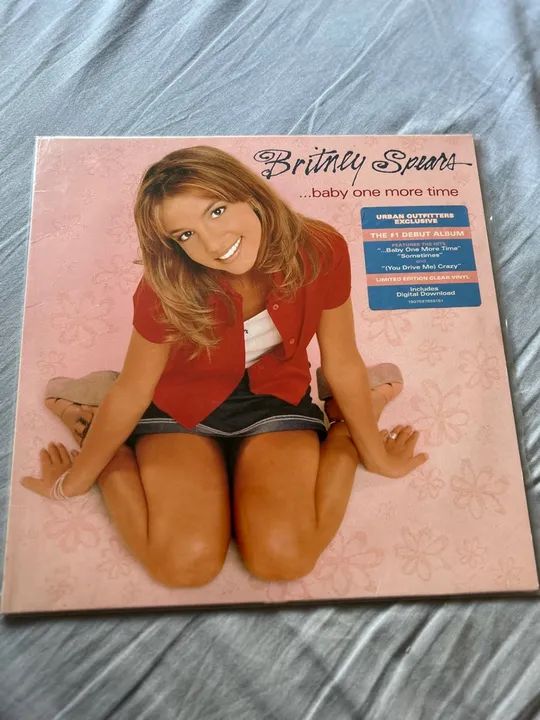 Britney Spears
...baby one more time
URBAN OUTFITTERS
EXCLUSIVE
THE #1 DEBUT ALBUM
FEATURES THE HITS
"...Baby One More Time"
"Sometimes"
and
"(You Drive Me) Crazy"
LIMITED EDITION CLEAR VINYL
Includes
Digital Download